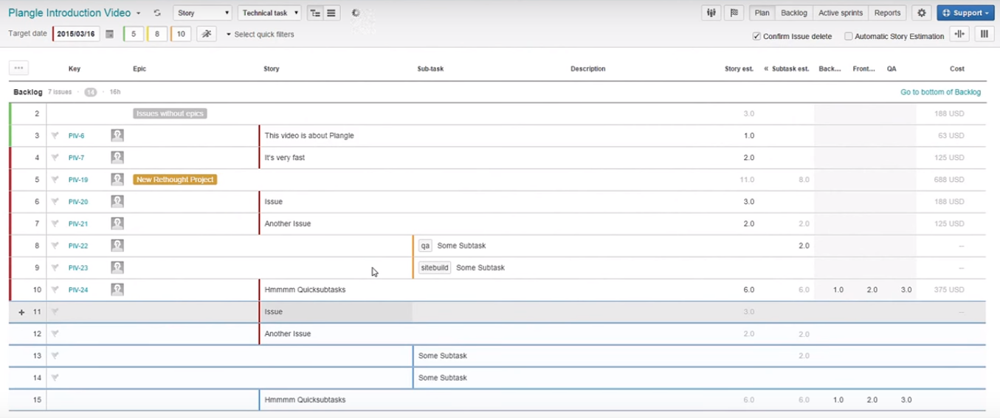 Plangle Introduction Video Story Technical task Plan Backlog Active sprints Reports Support
Target date 2015/03/16 5 8 10 Select quick filters Confirm Issue delete Automatic Story Estimation
... Key Epic Story Sub-task Description Story est. « Subtask est. Back... Front... QA Cost
Backlog 7 issues · 14 · 16h Go to bottom of Backlog
2 Issues without epics 3.0 188 USD
3 PIV-6 This video is about Plangle 1.0 63 USD
4 PIV-7 It's very fast 2.0 125 USD
5 PIV-19 New Rethought Project 11.0 8.0 688 USD
6 PIV-20 Issue 3.0 188 USD
7 PIV-21 Another Issue 2.0 2.0 125 USD
8 PIV-22 qa Some Subtask 2.0 --
9 PIV-23 sitebuild Some Subtask --
10 PIV-24 Hmmmm Quicksubtasks 6.0 6.0 1.0 2.0 3.0 375 USD
+ 11 Issue 3.0 --
12 Another Issue 2.0 2.0
13 Some Subtask 2.0
14 Some Subtask
15 Hmmmm Quicksubtasks 6.0 6.0 1.0 2.0 3.0